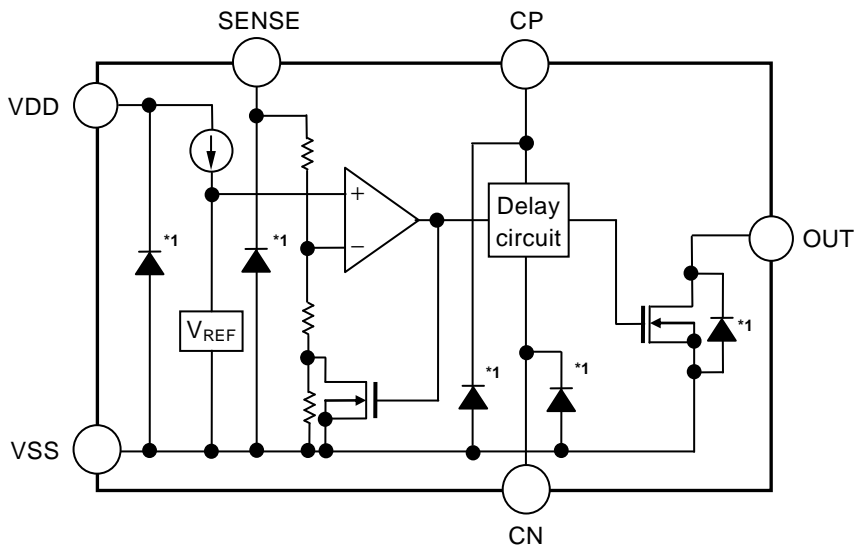 SENSE
CP
VDD
*1
*1
+
−
Delay
circuit
OUT
VREF
*1
*1
*1
VSS
CN